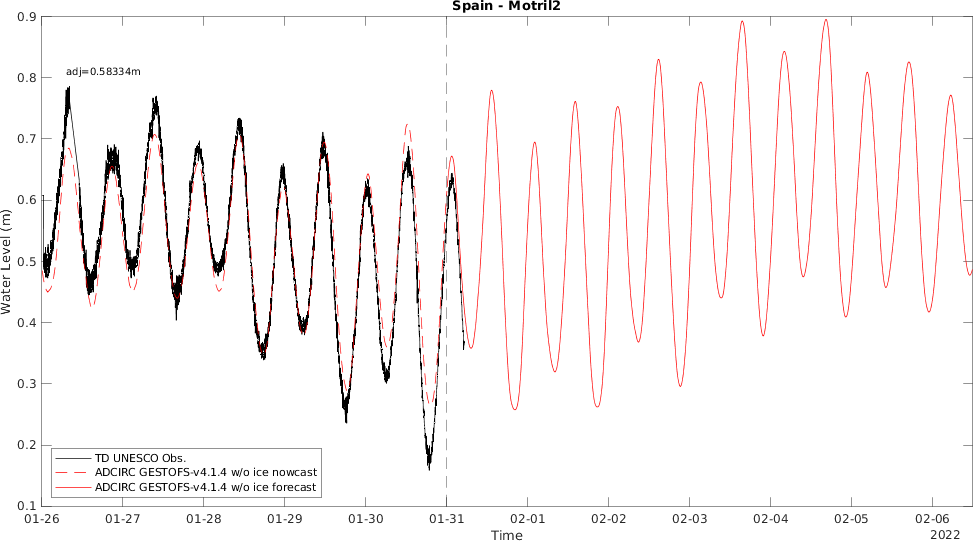 Spain - Motril2
0.9
0.8
0.7
0.6
0.5
0.4
0.3
0.2
0.1
Water Level (m)
adj=0.58334m
TD UNESCO Obs.
ADCIRC GESTOFS-v4.1.4 w/o ice nowcast
ADCIRC GESTOFS-v4.1.4 w/o ice forecast
01-26 01-27 01-28 01-29 01-30 01-31 02-01 02-02 02-03 02-04 02-05 02-06
Time
2022